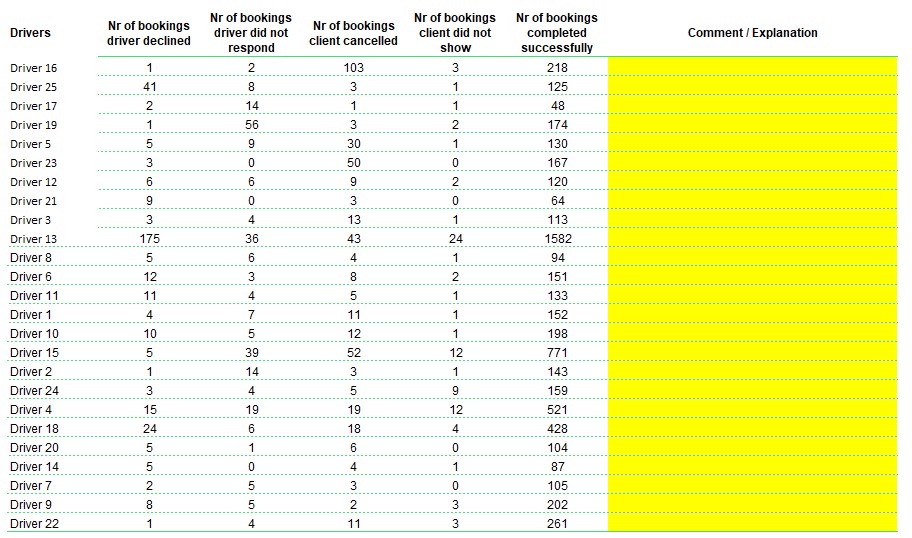 Drivers Nr of bookings driver declined Nr of bookings driver did not respond Nr of bookings client cancelled Nr of bookings client did not show Nr of bookings completed successfully Comment / Explanation
Driver 16 1 2 103 3 218
Driver 25 41 8 3 1 125
Driver 17 2 14 1 1 48
Driver 19 1 56 3 2 174
Driver 5 5 9 30 1 130
Driver 23 3 0 50 0 167
Driver 12 6 6 9 2 120
Driver 21 9 0 3 0 64
Driver 3 3 4 13 1 113
Driver 13 175 36 43 24 1582
Driver 8 5 6 4 1 94
Driver 6 12 3 8 2 151
Driver 11 11 4 5 1 133
Driver 1 4 7 11 1 152
Driver 10 10 5 12 1 198
Driver 15 5 39 52 12 771
Driver 2 1 14 3 1 143
Driver 24 3 4 5 9 159
Driver 4 15 19 19 12 521
Driver 18 24 6 18 4 428
Driver 20 5 1 6 0 104
Driver 14 5 0 4 1 87
Driver 7 2 5 3 0 105
Driver 9 8 5 2 3 202
Driver 22 1 4 11 3 261